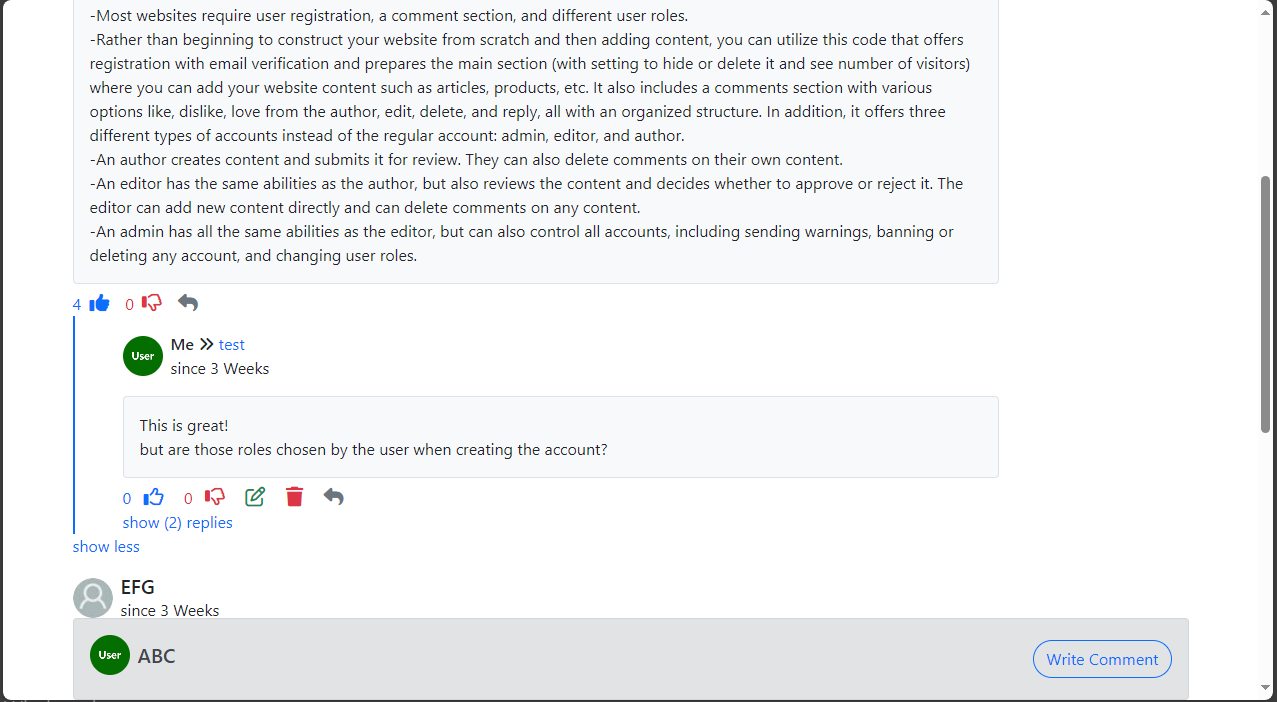 -Most websites require user registration, a comment section, and different user roles.
-Rather than beginning to construct your website from scratch and then adding content, you can utilize this code that offers
registration with email verification and prepares the main section (with setting to hide or delete it and see number of visitors)
where you can add your website content such as articles, products, etc. It also includes a comments section with various
options like, dislike, love from the author, edit, delete, and reply, all with an organized structure. In addition, it offers three
different types of accounts instead of the regular account: admin, editor, and author.
-An author creates content and submits it for review. They can also delete comments on their own content.
-An editor has the same abilities as the author, but also reviews the content and decides whether to approve or reject it. The
editor can add new content directly and can delete comments on any content.
-An admin has all the same abilities as the editor, but can also control all accounts, including sending warnings, banning or
deleting any account, and changing user roles.
4 0
User Me test
since 3 Weeks
This is great!
but are those roles chosen by the user when creating the account?
0 0
show (2) replies
show less
EFG
since 3 Weeks
User ABC Write Comment